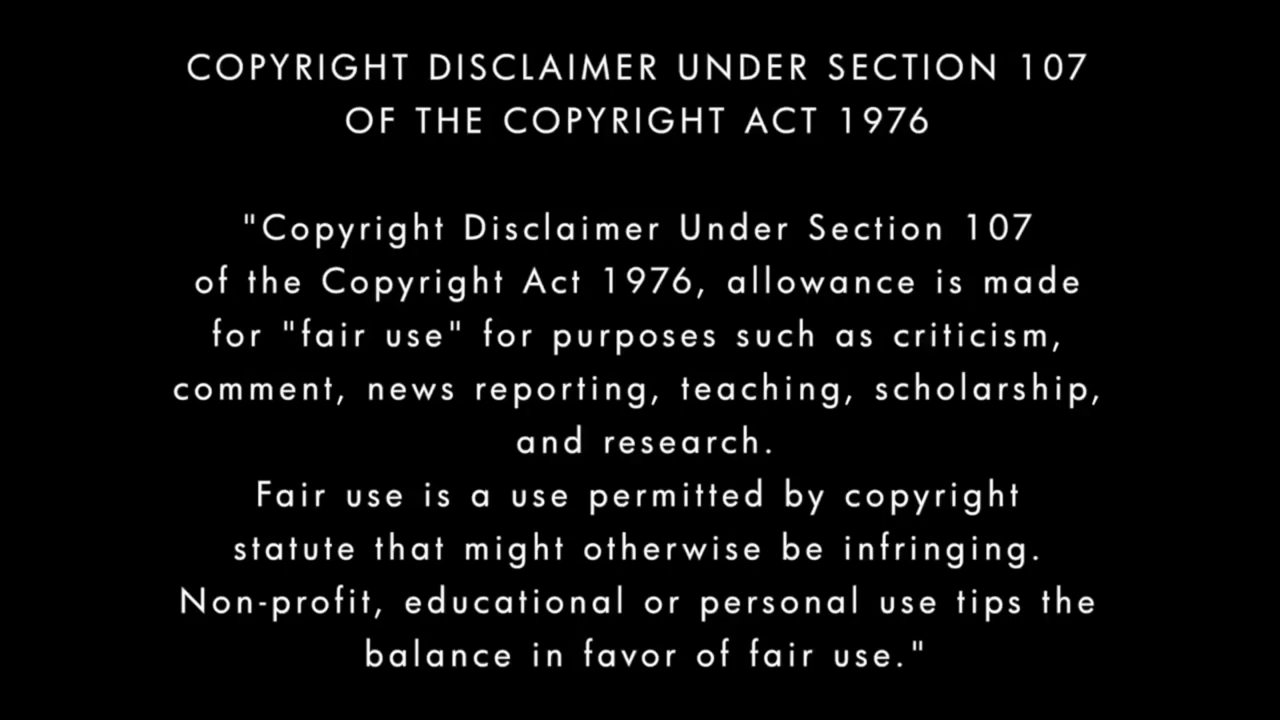 COPYRIGHT DISCLAIMER UNDER SECTION 107
OF THE COPYRIGHT ACT 1976
"Copyright Disclaimer Under Section 107
of the Copyright Act 1976, allowance is made
for "fair use" for purposes such as criticism,
comment, news reporting, teaching, scholarship,
and research.
Fair use is a use permitted by copyright
statute that might otherwise be infringing.
Non-profit, educational or personal use tips the
balance in favor of fair use."